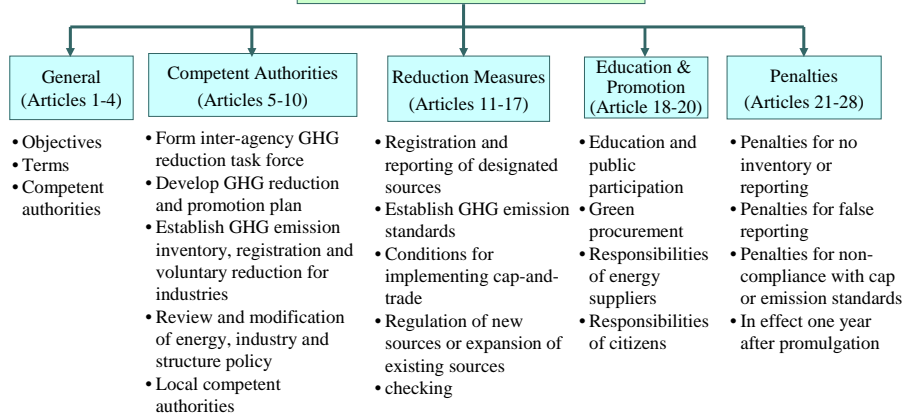 General
(Articles 1-4)
• Objectives
• Terms
• Competent
authorities
Competent Authorities
(Articles 5-10)
• Form inter-agency GHG
reduction task force
• Develop GHG reduction
and promotion plan
• Establish GHG emission
inventory, registration and
voluntary reduction for
industries
• Review and modification
of energy, industry and
structure policy
• Local competent
authorities
Reduction Measures
(Articles 11-17)
• Registration and
reporting of designated
sources
• Establish GHG emission
standards
• Conditions for
implementing cap-and-
trade
• Regulation of new
sources or expansion of
existing sources
• checking
Education &
Promotion
(Article 18-20)
• Education and
public
participation
• Green
procurement
• Responsibilities
of energy
suppliers
• Responsibilities
of citizens
Penalties
(Articles 21-28)
• Penalties for no
inventory or
reporting
• Penalties for false
reporting
• Penalties for non-
compliance with cap
or emission standards
• In effect one year
after promulgation